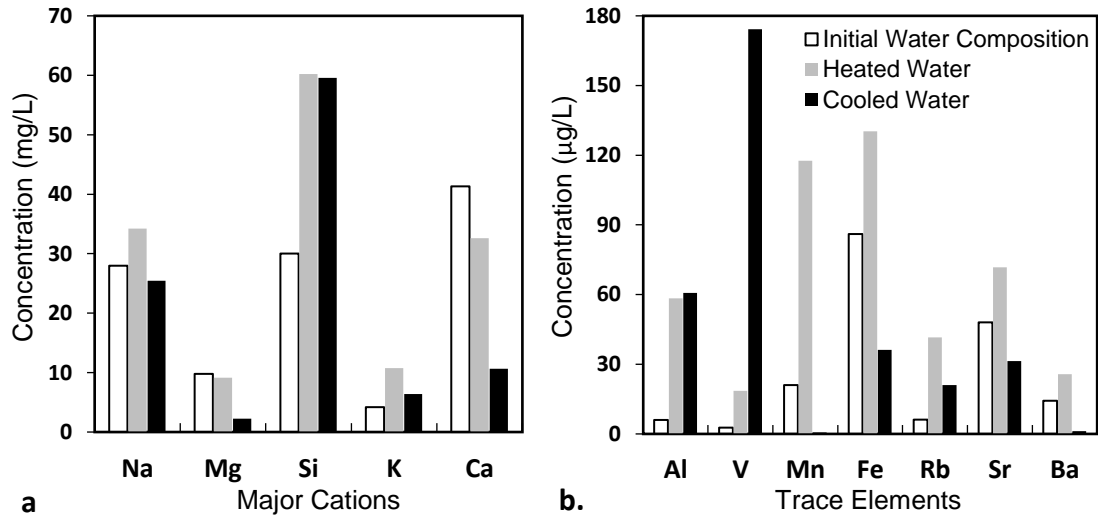 70
60
50
40
30
20
10
0
Concentration (mg/L)
Na Mg Si K Ca
a
Major Cations
180
150
120
90
60
30
0
Concentration (µg/L)
Initial Water Composition
Heated Water
Cooled Water
Al V Mn Fe Rb Sr Ba
b.
Trace Elements